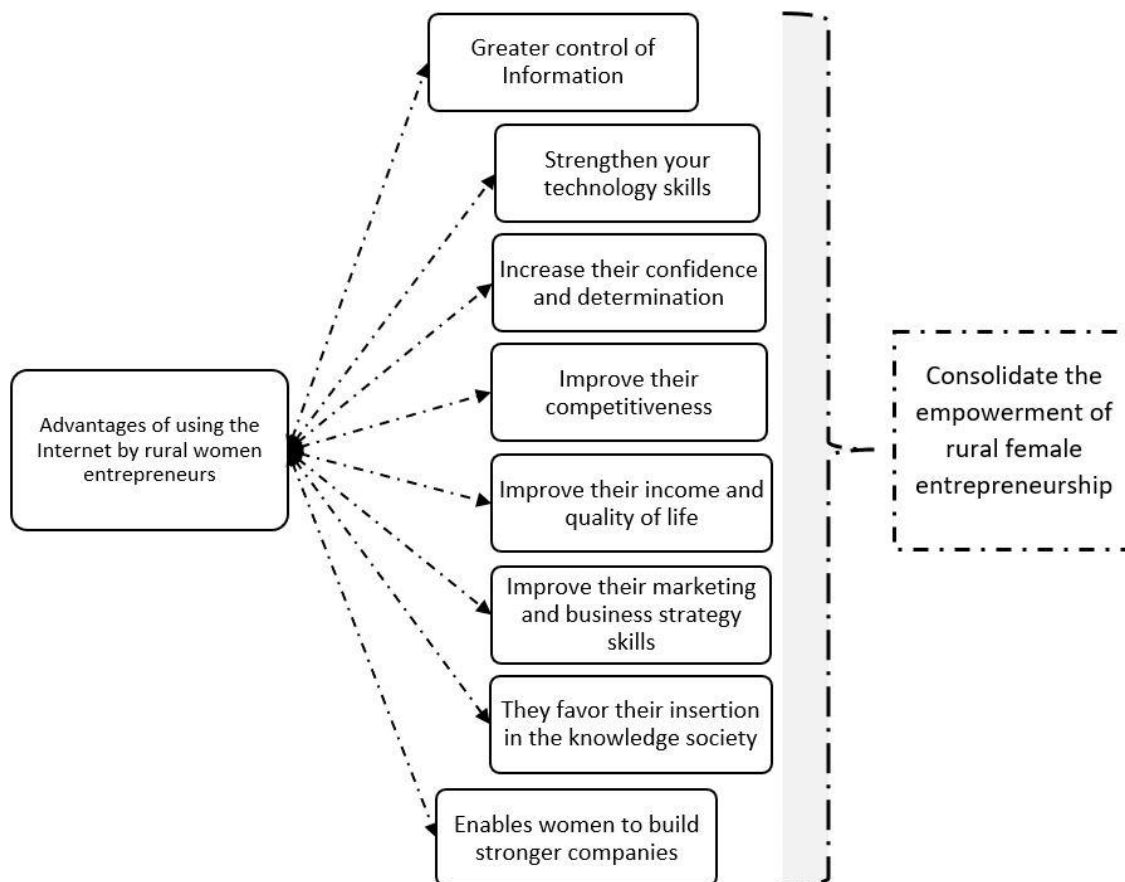 Greater control of
Information
Strengthen your
technology skills
Increase their confidence
and determination
Improve their
competitiveness
Advantages of using the
Internet by rural women
entrepreneurs
Improve their income and
quality of life
Improve their marketing
and business strategy
skills
They favor their insertion
in the knowledge society
Enables women to build
stronger companies
Consolidate the
empowerment of
rural female
entrepreneurship